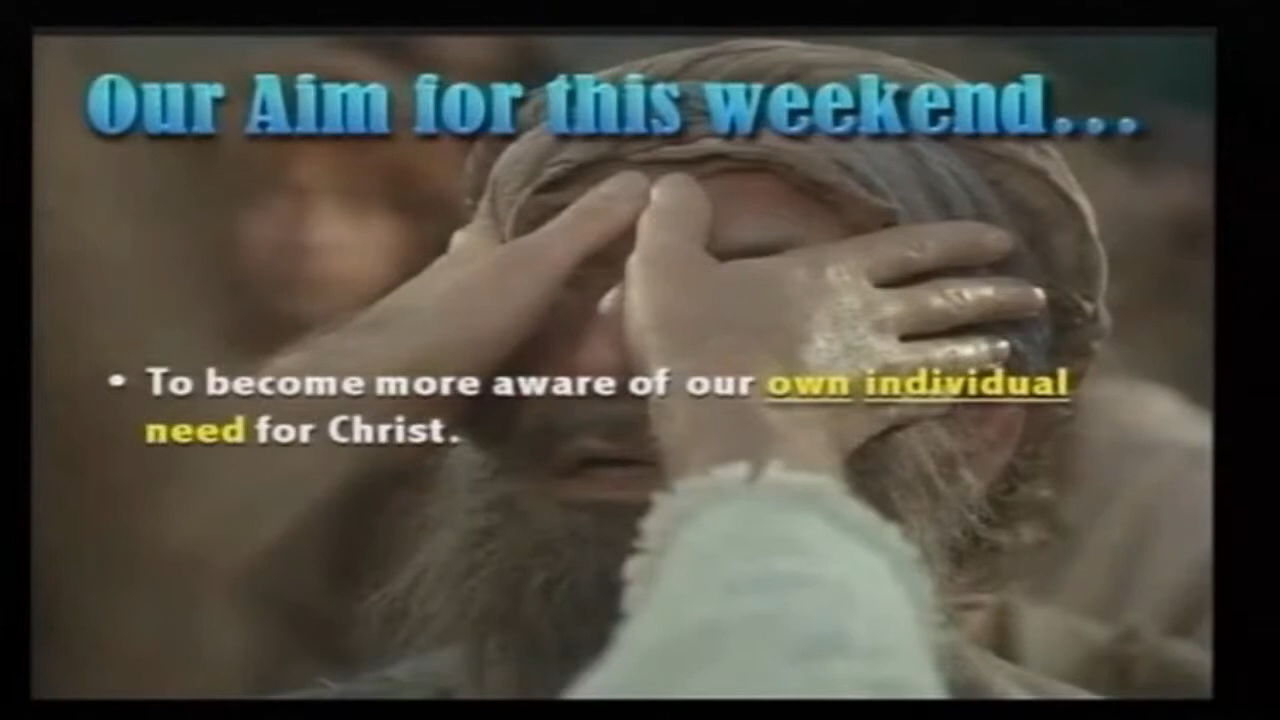 Our Aim for this weekend...
• To become more aware of our own individual
need for Christ.